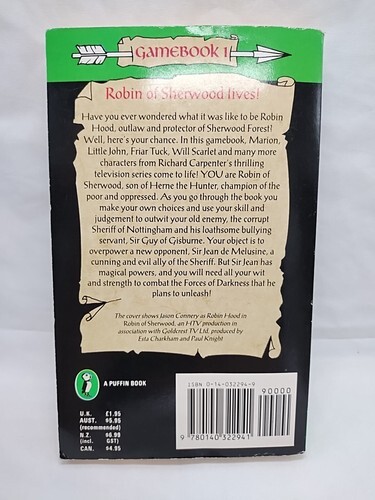 GAMEBOOK 1
Robin of Sherwood lives!
Have you ever wondered what it was like to be Robin
Hood, outlaw and protector of Sherwood Forest?
Well, here's your chance. In this gamebook, Marion,
Little John, Friar Tuck, Will Scarlet and many more
characters from Richard Carpenter's thrilling
television series come to life! YOU are Robin of
Sherwood, son of Herne the Hunter, champion of the
poor and oppressed. As you go through the book you
make your own choices and use your skill and
judgement to outwit your old enemy, the corrupt
Sheriff of Nottingham and his loathsome bullying
servant, Sir Guy of Gisburne. Your object is to
overpower a new opponent, Sir Jean de Melusine, a
cunning and evil ally of the Sheriff. But Sir Jean has
magical powers, and you will need all your wit
and strength to combat the Forces of Darkness that he
plans to unleash!
The cover shows Jason Connery as Robin Hood in
Robin of Sherwood, an HTV production in
association with Goldcrest TV Ltd, produced by
Esta Charkham and Paul Knight
A PUFFIN BOOK
U.K. £1.95
AUST. $5.95
(recommended)
N.Z. $6.99
(incl. GST)
CAN. $4.95
ISBN 0-14-032294-9
90000
9 780140 322941